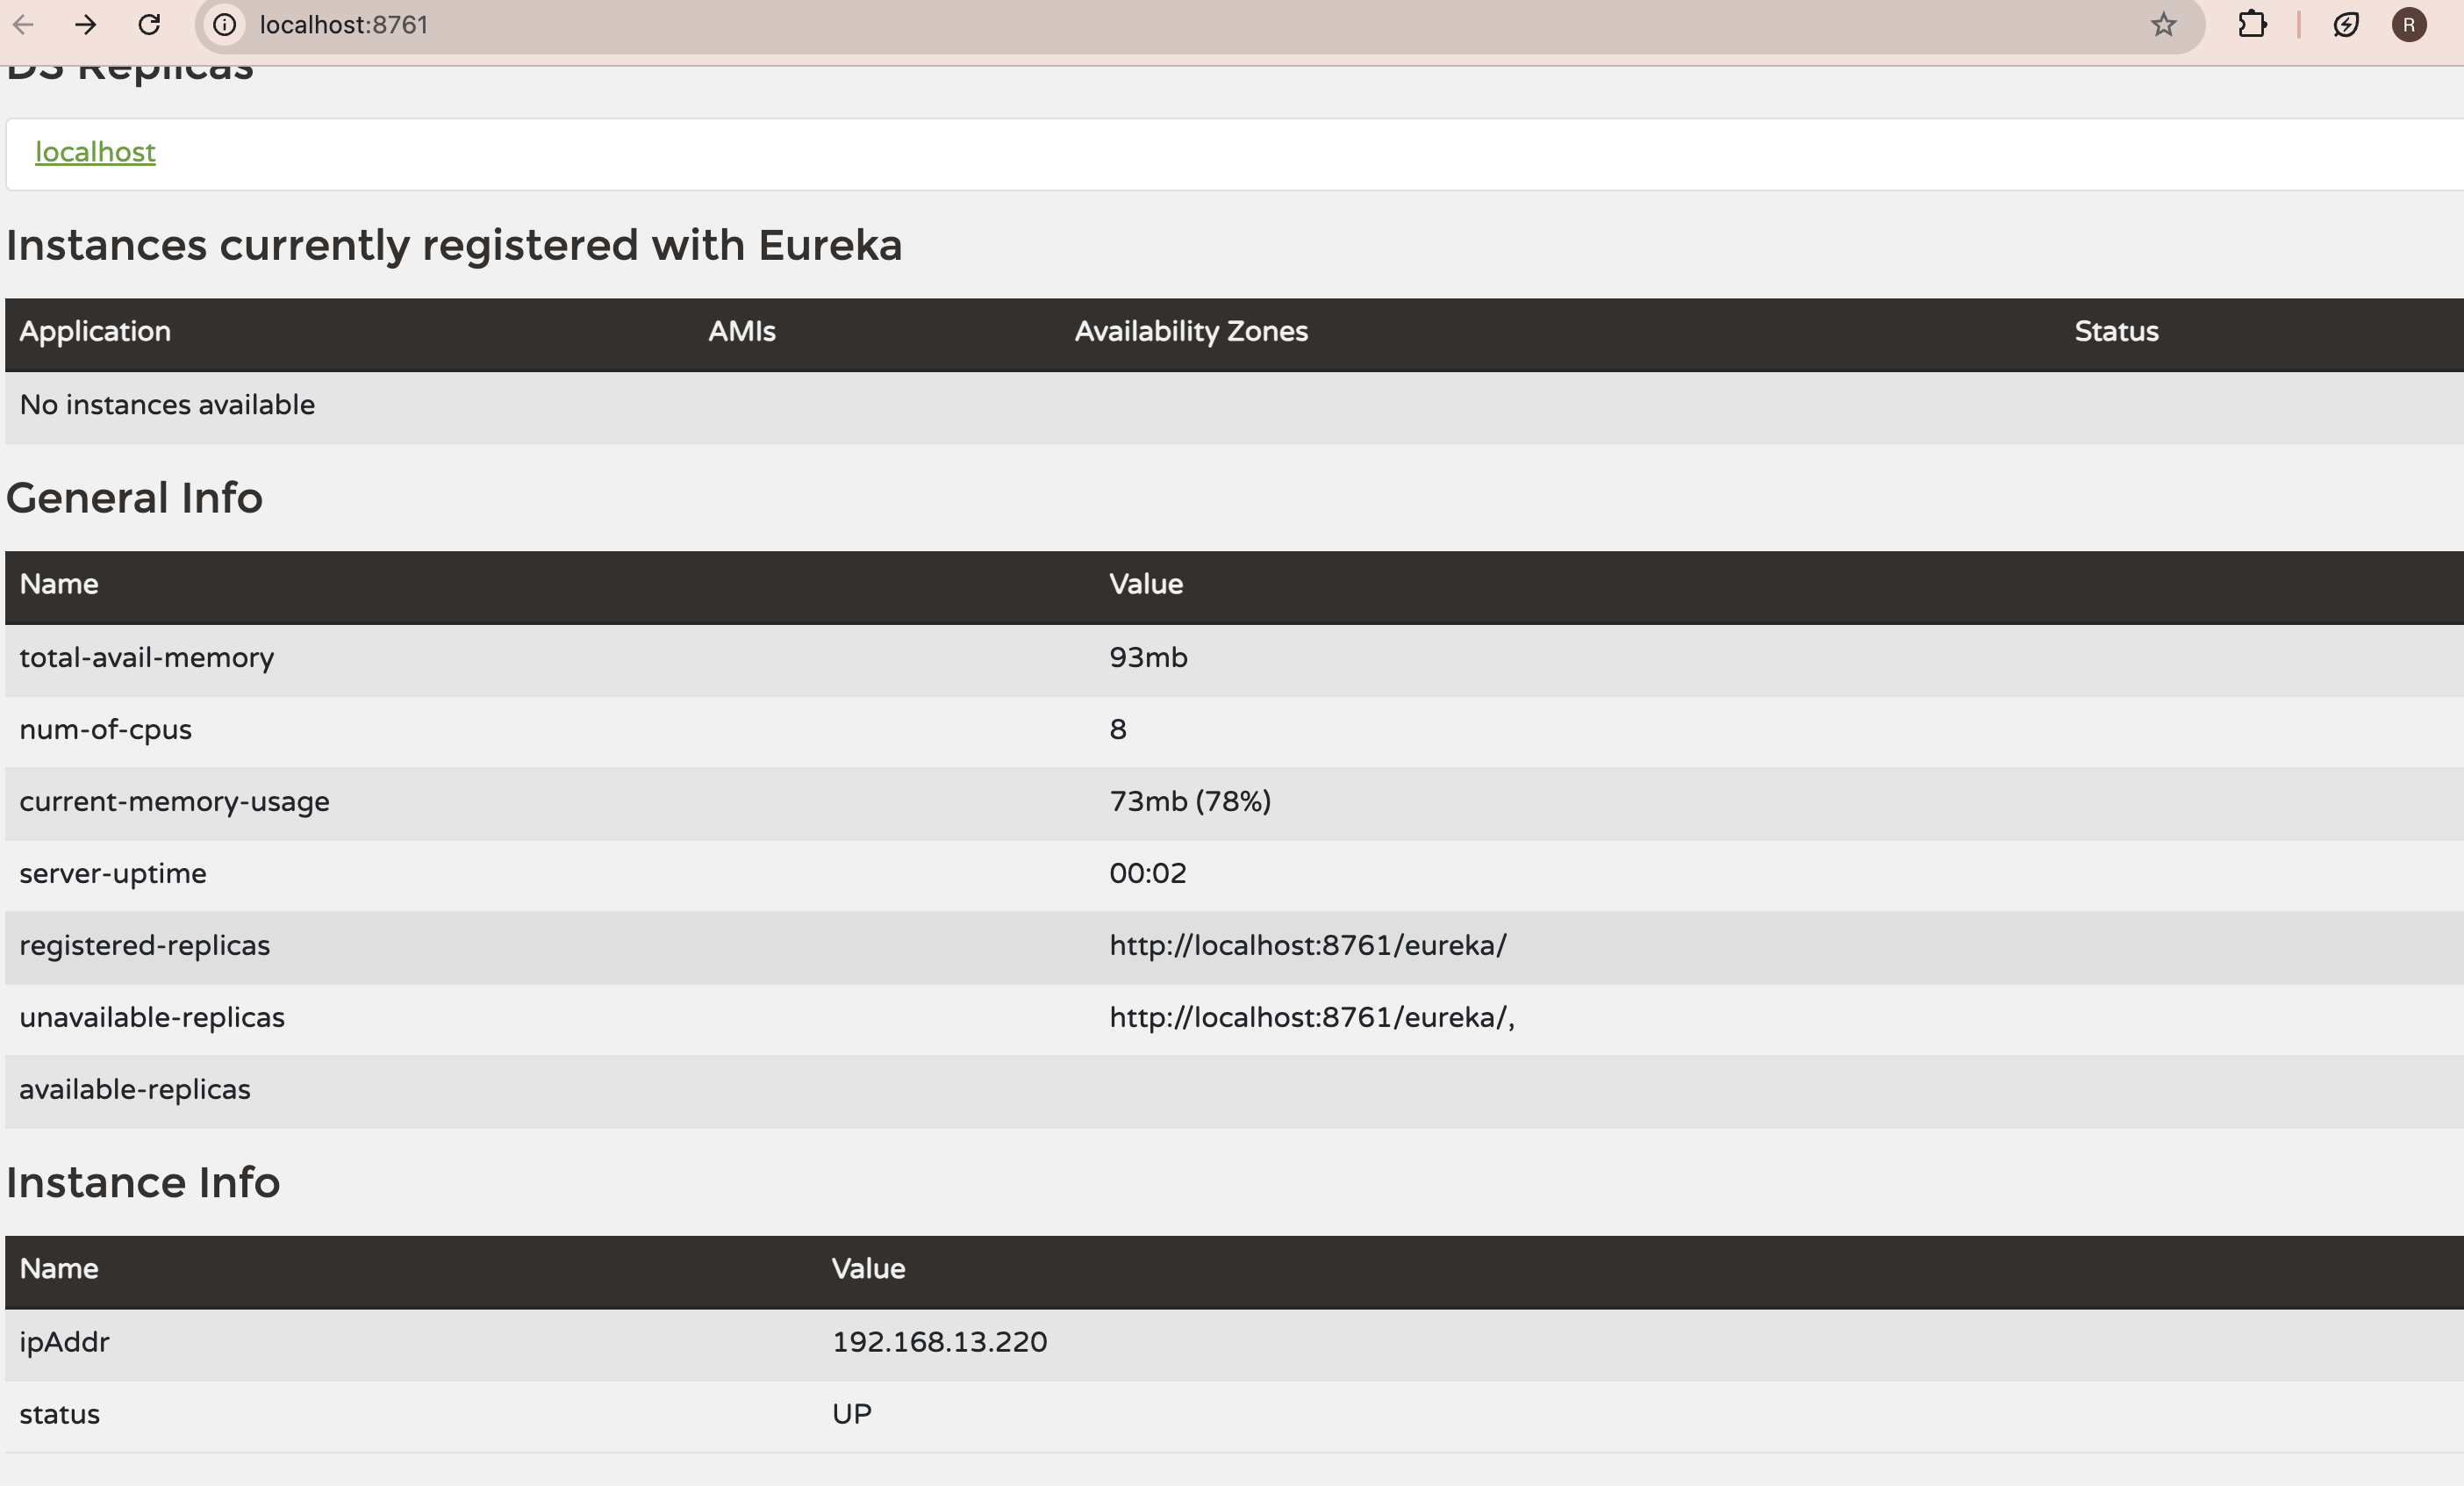 localhost:8761
R
DS Replicas
localhost
Instances currently registered with Eureka
Application AMIs Availability Zones Status
No instances available
General Info
Name Value
total-avail-memory 93mb
num-of-cpus 8
current-memory-usage 73mb (78%)
server-uptime 00:02
registered-replicas http://localhost:8761/eureka/
unavailable-replicas http://localhost:8761/eureka/,
available-replicas
Instance Info
Name Value
ipAddr 192.168.13.220
status UP